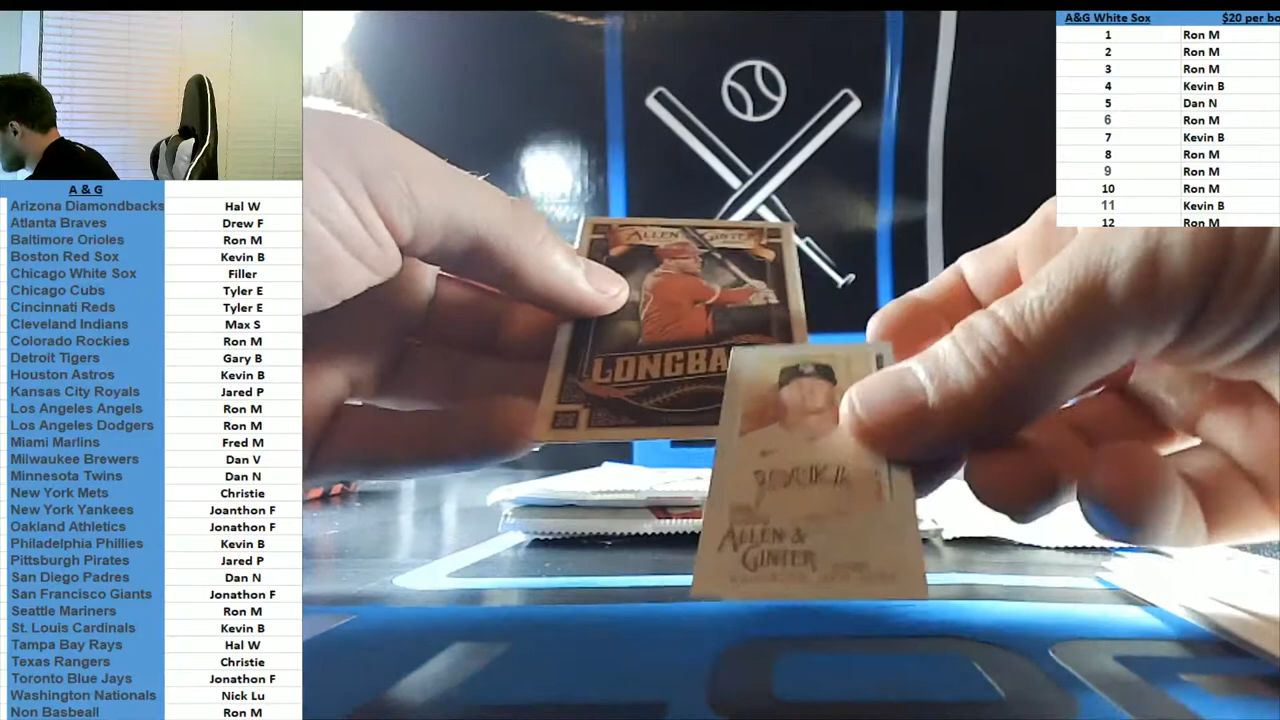 A & G
Arizona Diamondbacks Hal W
Atlanta Braves Drew F
Baltimore Orioles Ron M
Boston Red Sox Kevin B
Chicago White Sox Filler
Chicago Cubs Tyler E
Cincinnati Reds Tyler E
Cleveland Indians Max S
Colorado Rockies Ron M
Detroit Tigers Gary B
Houston Astros Kevin B
Kansas City Royals Jared P
Los Angeles Angels Ron M
Los Angeles Dodgers Ron M
Miami Marlins Fred M
Milwaukee Brewers Dan V
Minnesota Twins Dan N
New York Mets Christie
New York Yankees Joanthon F
Oakland Athletics Jonathon F
Philadelphia Phillies Kevin B
Pittsburgh Pirates Jared P
San Diego Padres Dan N
San Francisco Giants Jonathon F
Seattle Mariners Ron M
St. Louis Cardinals Kevin B
Tampa Bay Rays Hal W
Texas Rangers Christie
Toronto Blue Jays Jonathon F
Washington Nationals Nick Lu
Non Basbeall Ron M
ALLEN GINTER
LONGBA
ALLEN &
GINTER
A&G White Sox $20 per bo
1 Ron M
2 Ron M
3 Ron M
4 Kevin B
5 Dan N
6 Ron M
7 Kevin B
8 Ron M
9 Ron M
10 Ron M
11 Kevin B
12 Ron M